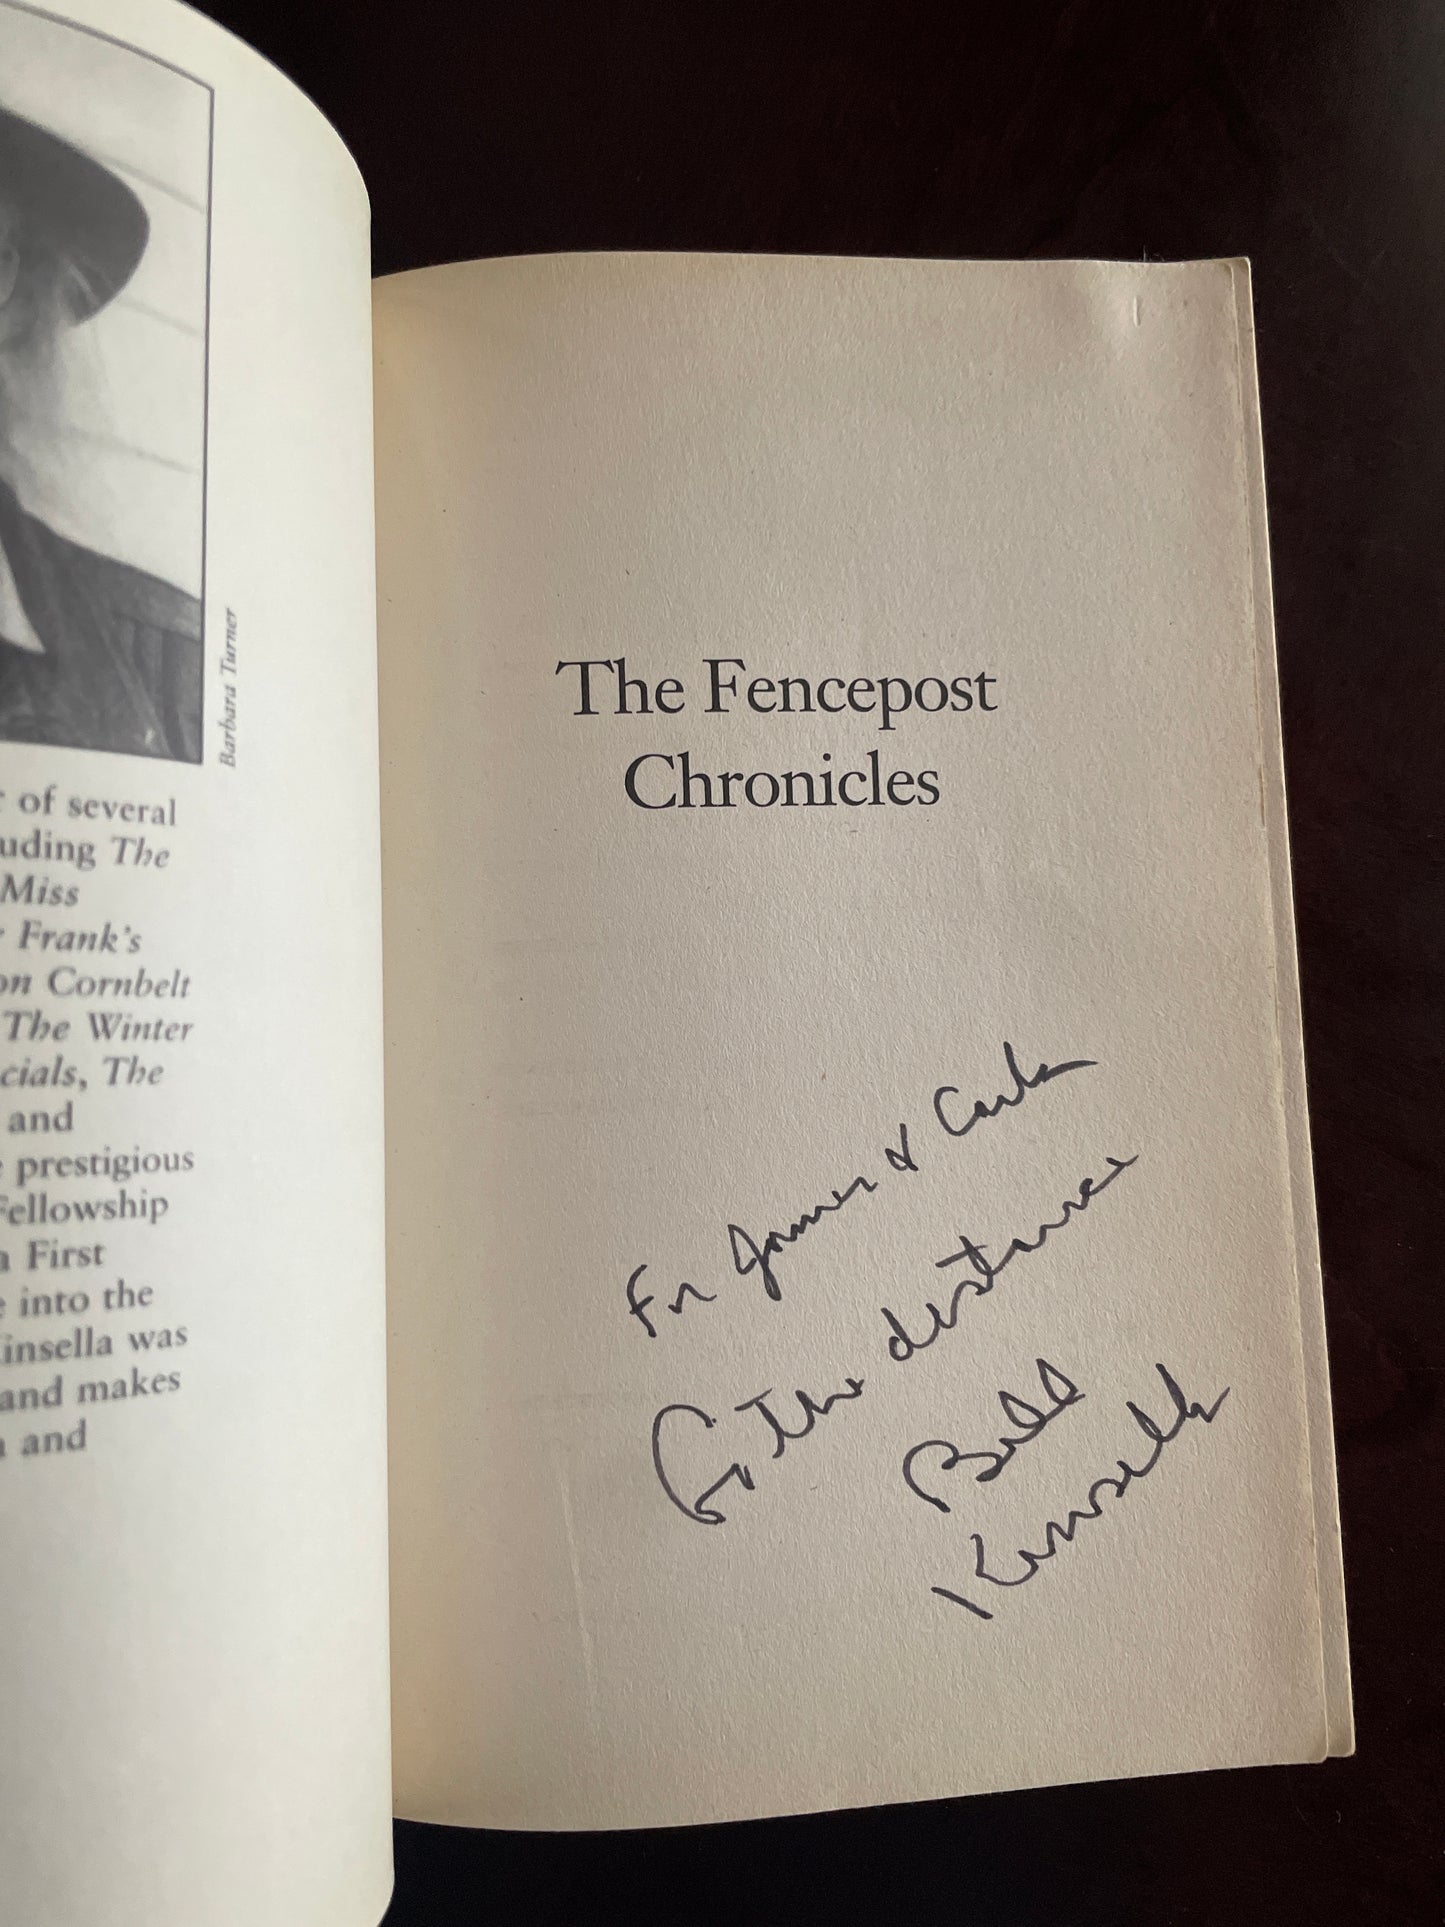 Barbara Turner
of several
uding The
Miss
Frank's
on Cornbelt
The Winter
cials, The
and
prestigious
Fellowship
First
into the
insella was
and makes
and
The Fencepost
Chronicles
For James & Carla
Go the distance
Bill
Kinsella